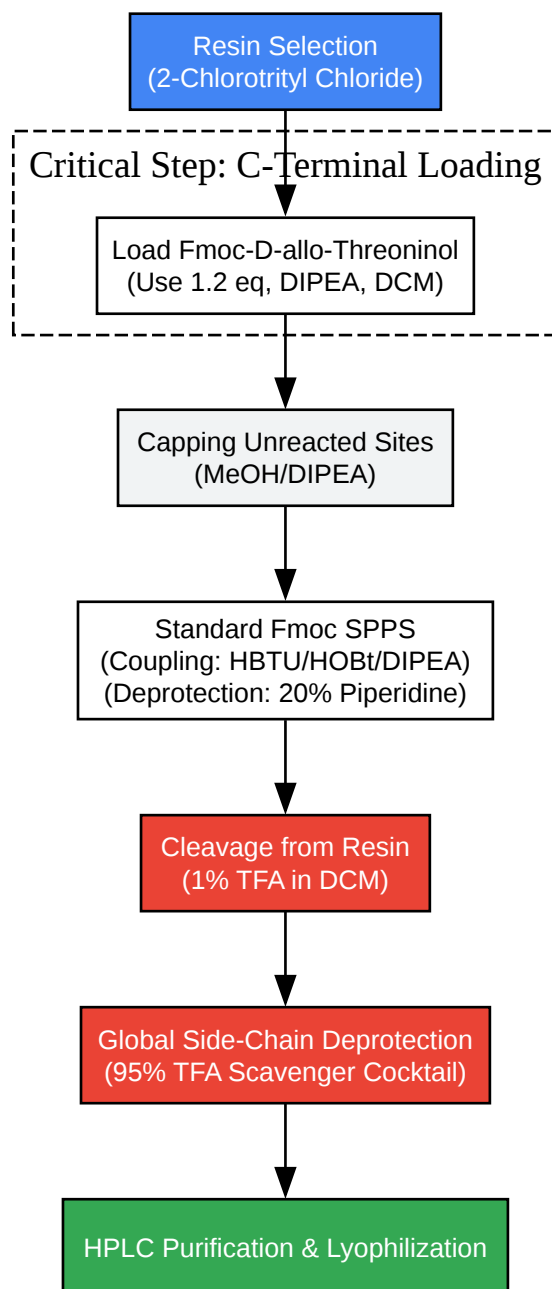 Resin Selection
(2-Chlorotrityl Chloride)
Critical Step: C-Terminal Loading
Load Fmoc-D-allo-Threoninol
(Use 1.2 eq, DIPEA, DCM)
Capping Unreacted Sites
(MeOH/DIPEA)
Standard Fmoc SPPS
(Coupling: HBTU/HOBt/DIPEA)
(Deprotection: 20% Piperidine)
Cleavage from Resin
(1% TFA in DCM)
Global Side-Chain Deprotection
(95% TFA Scavenger Cocktail)
HPLC Purification & Lyophilization